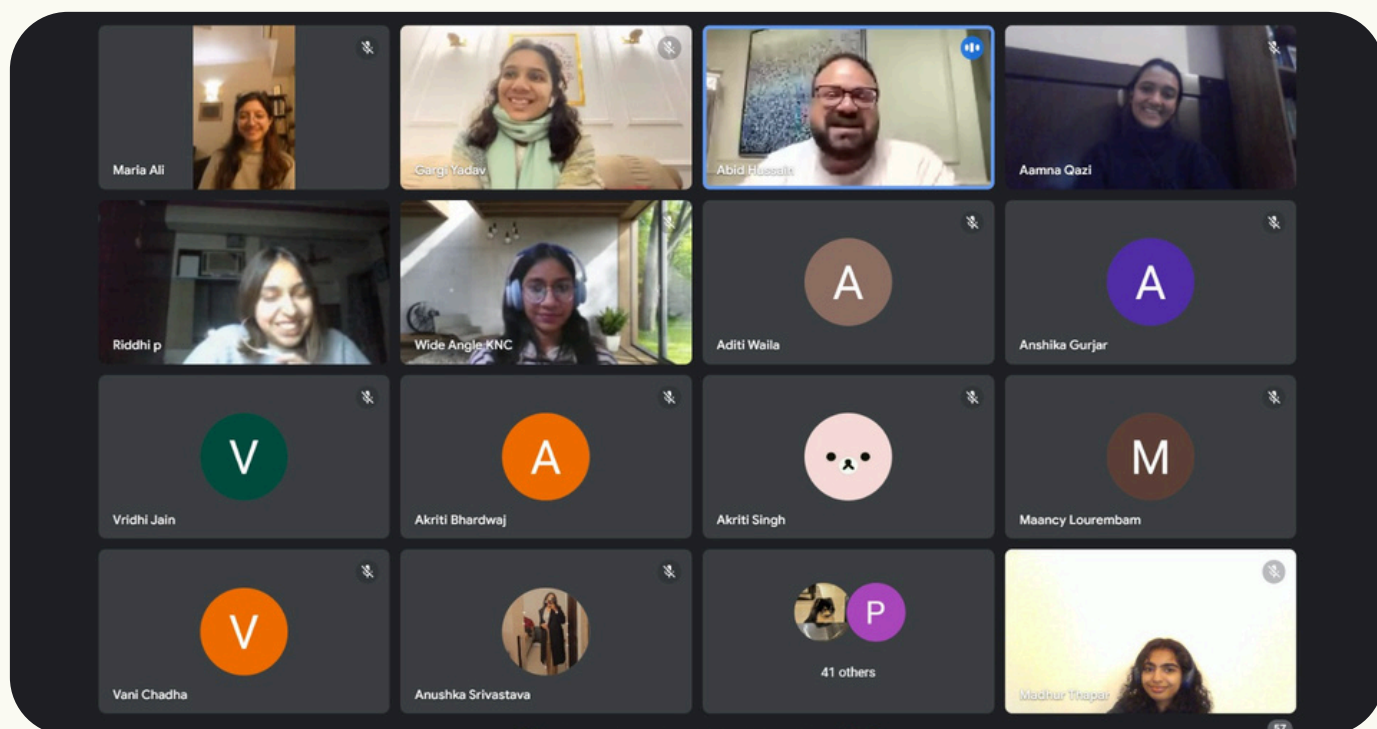 Maria Ali
Gargi Yadav
Abid Hussain
Aamna Qazi
Riddhi p
Wide Angle KNC
A
Aditi Waila
A
Anshika Gurjar
V
Vridhi Jain
A
Akriti Bhardwaj
Akriti Singh
M
Maancy Lourembam
V
Vani Chadha
Anushka Srivastava
P
41 others
Madhur Thapar
57